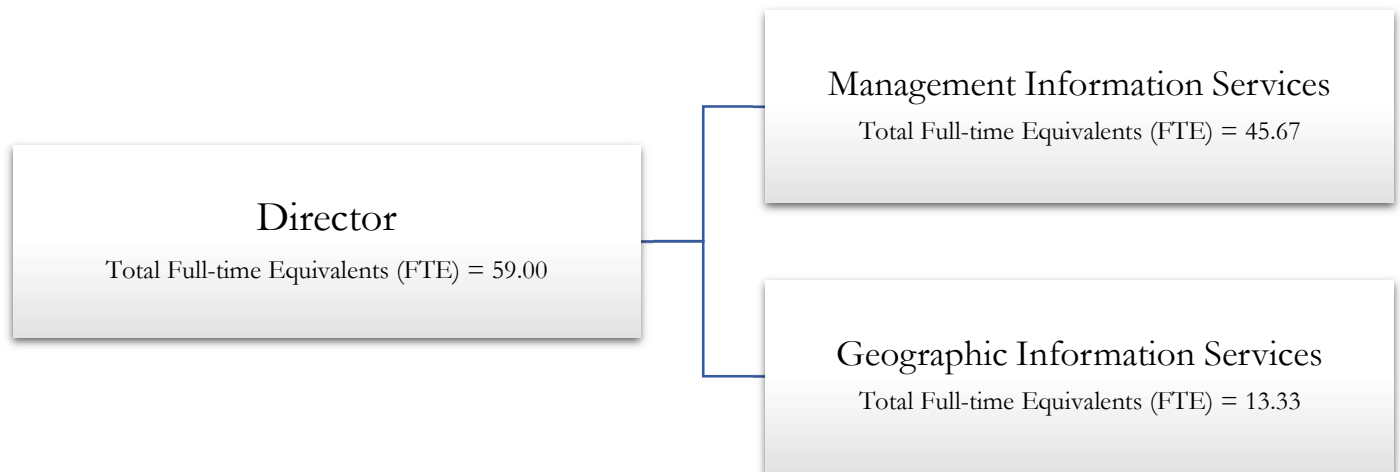 Director
Total Full-time Equivalents (FTE) = 59.00
Management Information Services
Total Full-time Equivalents (FTE) = 45.67
Geographic Information Services
Total Full-time Equivalents (FTE) = 13.33